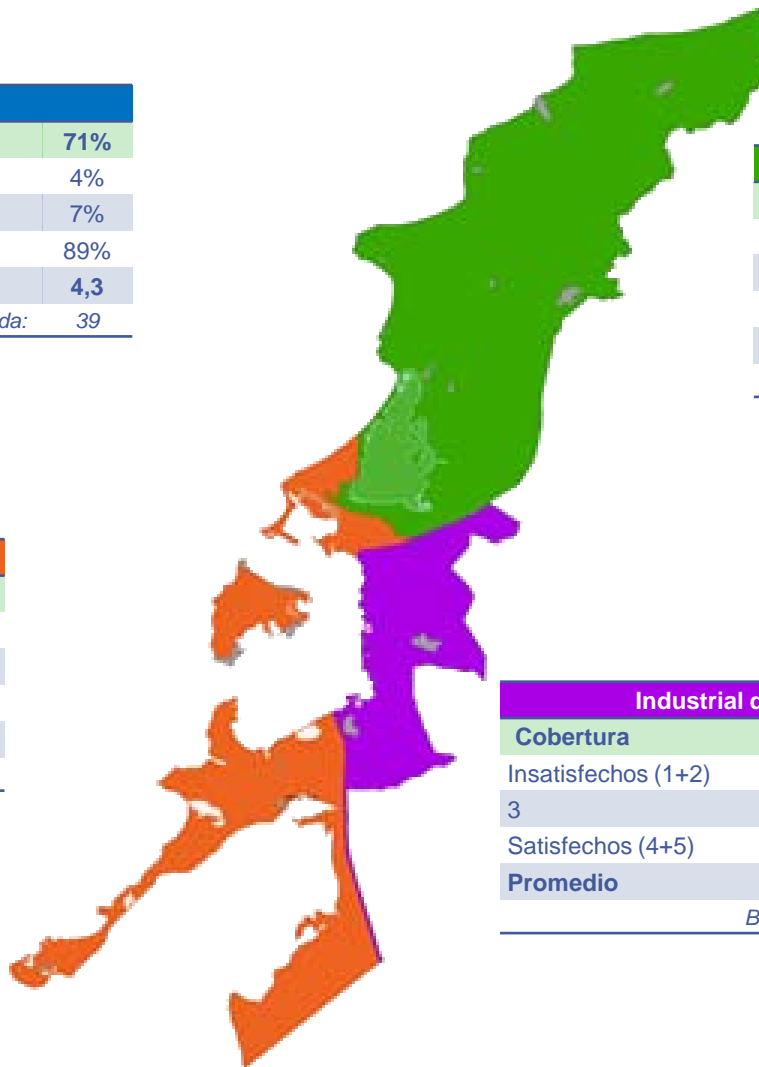 71%
4%
7%
89%
4,3
da: 39
Industrial d
Cobertura
Insatisfechos (1+2)
3
Satisfechos (4+5)
Promedio
B